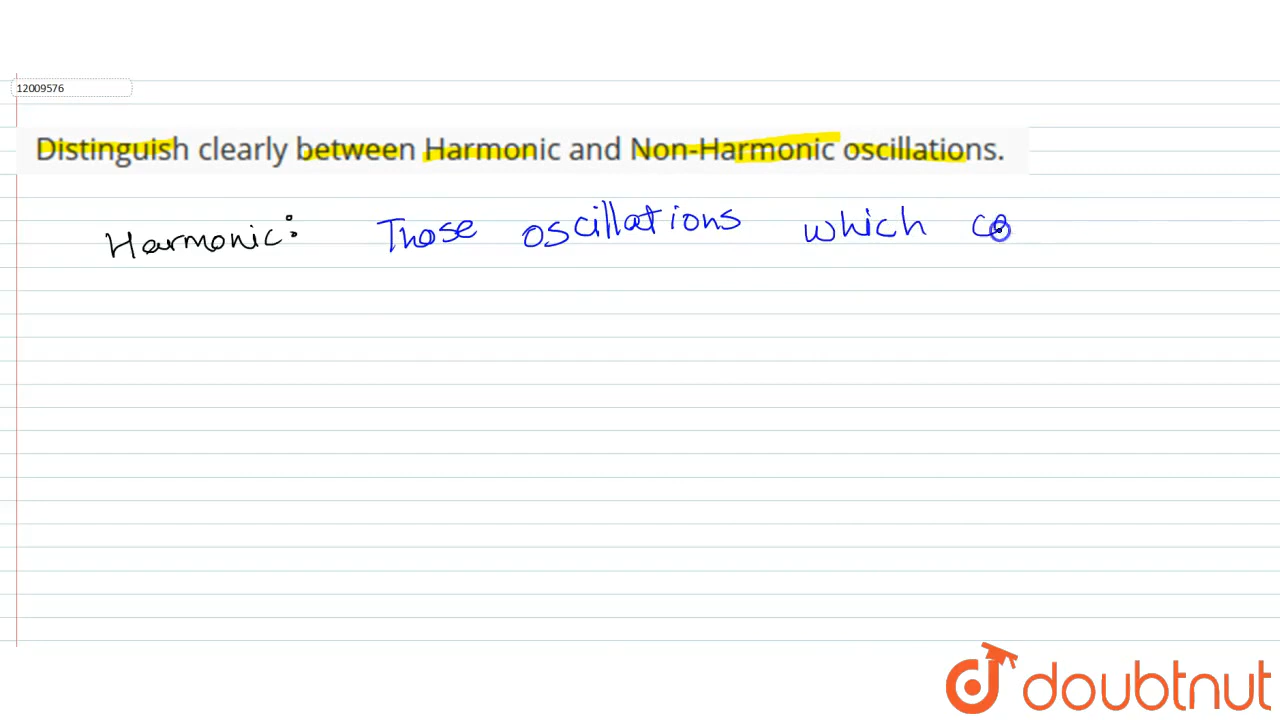 12009576
Distinguish clearly between Harmonic and Non-Harmonic oscillations.
Harmonic: Those oscillations which
doubtnut